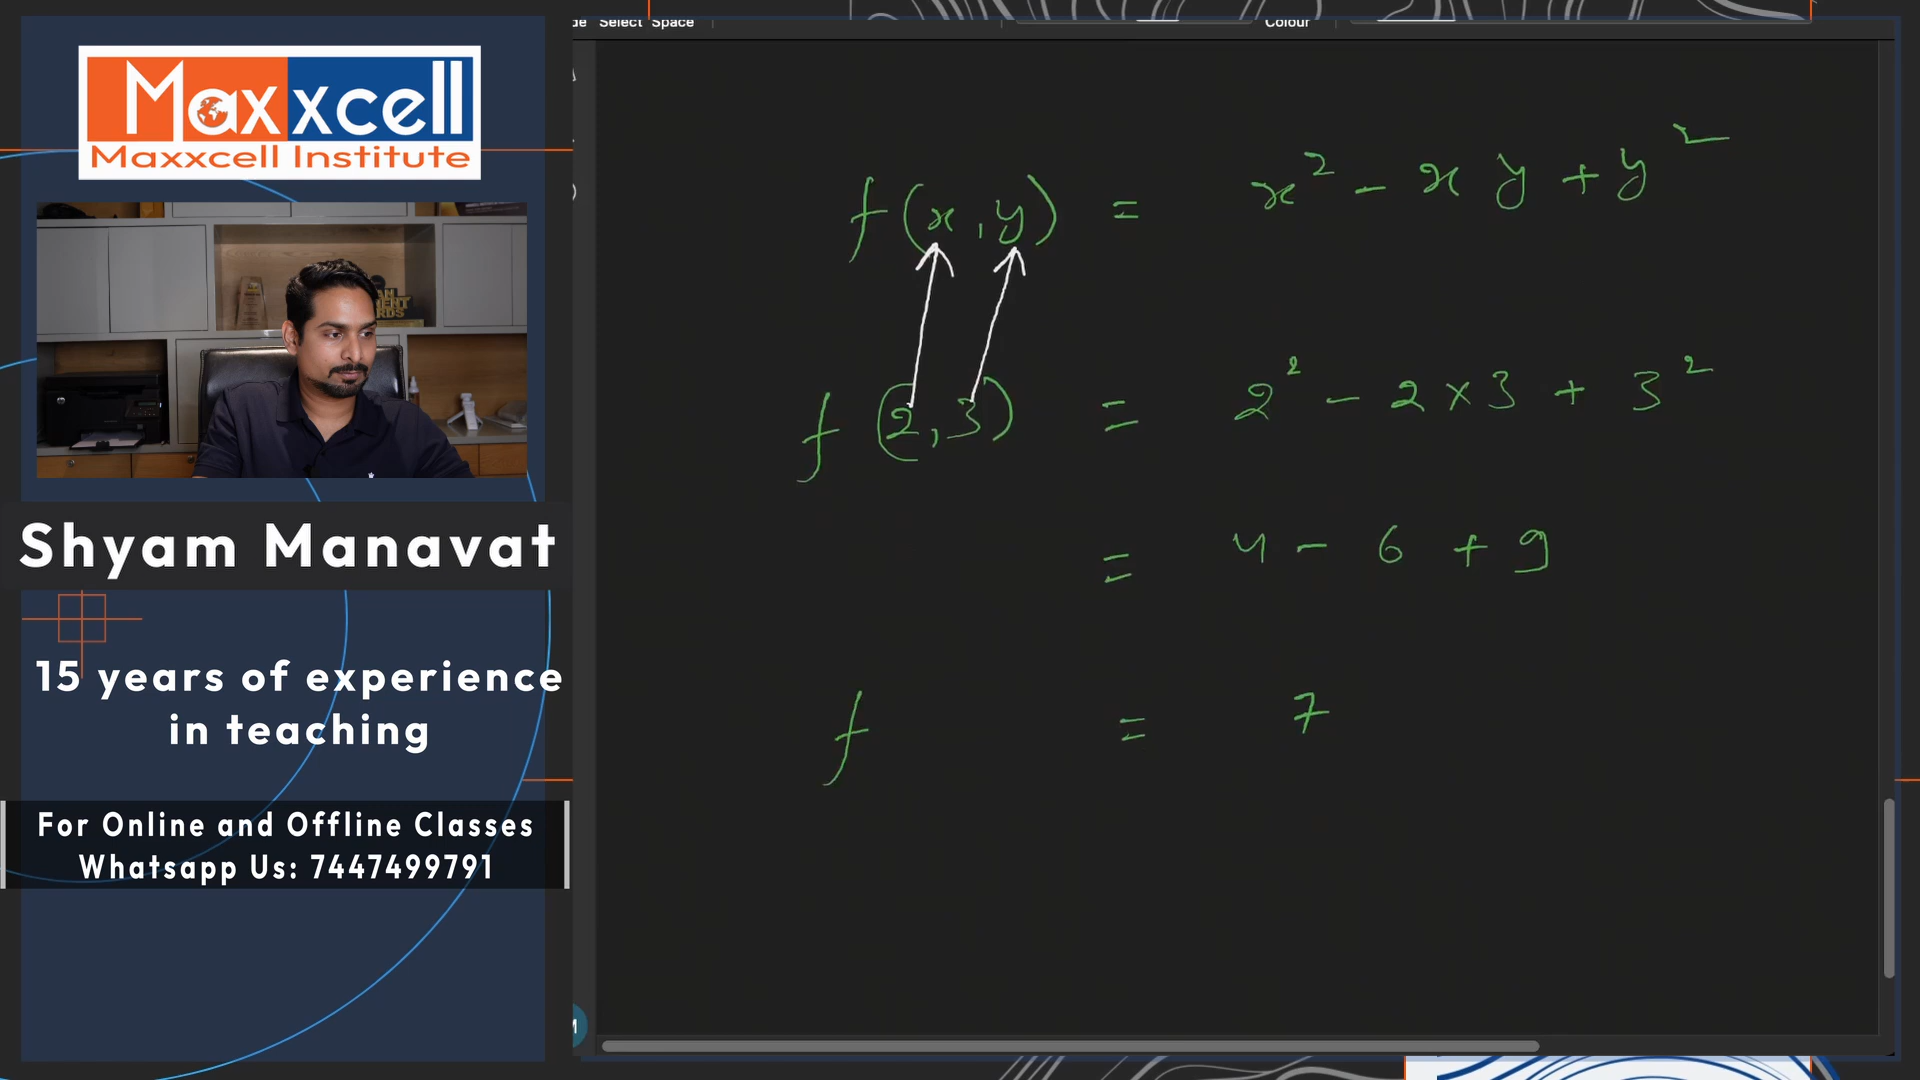 Maxxcell
Maxxcell Institute
Shyam Manavat
15 years of experience
in teaching
For Online and Offline Classes
Whatsapp Us: 7447499791
de Select Space
Colour
f(x,y) = x² - xy + y²
f(2,3) = 2² - 2×3 + 3²
= 4 - 6 + 9
f = 7